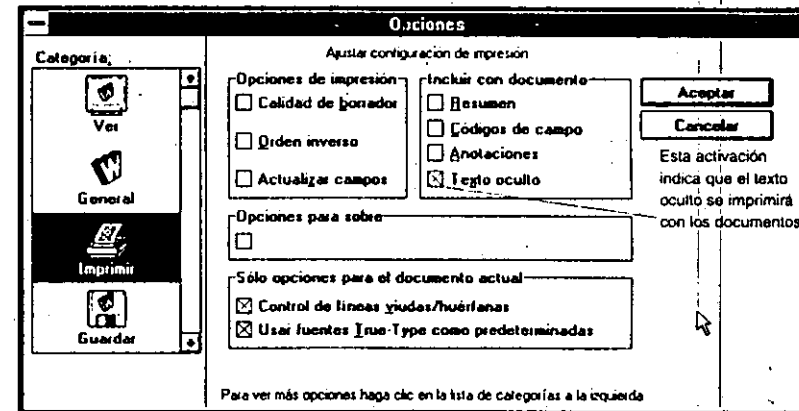 Opciones
Categoría:
Ver
General
Imprimir
Guardar
Ajustar configuración de impresión
Opciones de impresión
Calidad de borrador
Orden inverso
Actualizar campos
Incluir con documento
Resumen
Códigos de campo
Anotaciones
Texto oculto
Opciones para sobre
Sólo opciones para el documento actual
Control de líneas viudas/huérfanas
Usar fuentes True-Type como predeterminadas
Para ver más opciones haga clic en la lista de categorías a la izquierda
Aceptar
Cancelar
Esta activación
indica que el texto
oculto se imprimirá
con los documentos